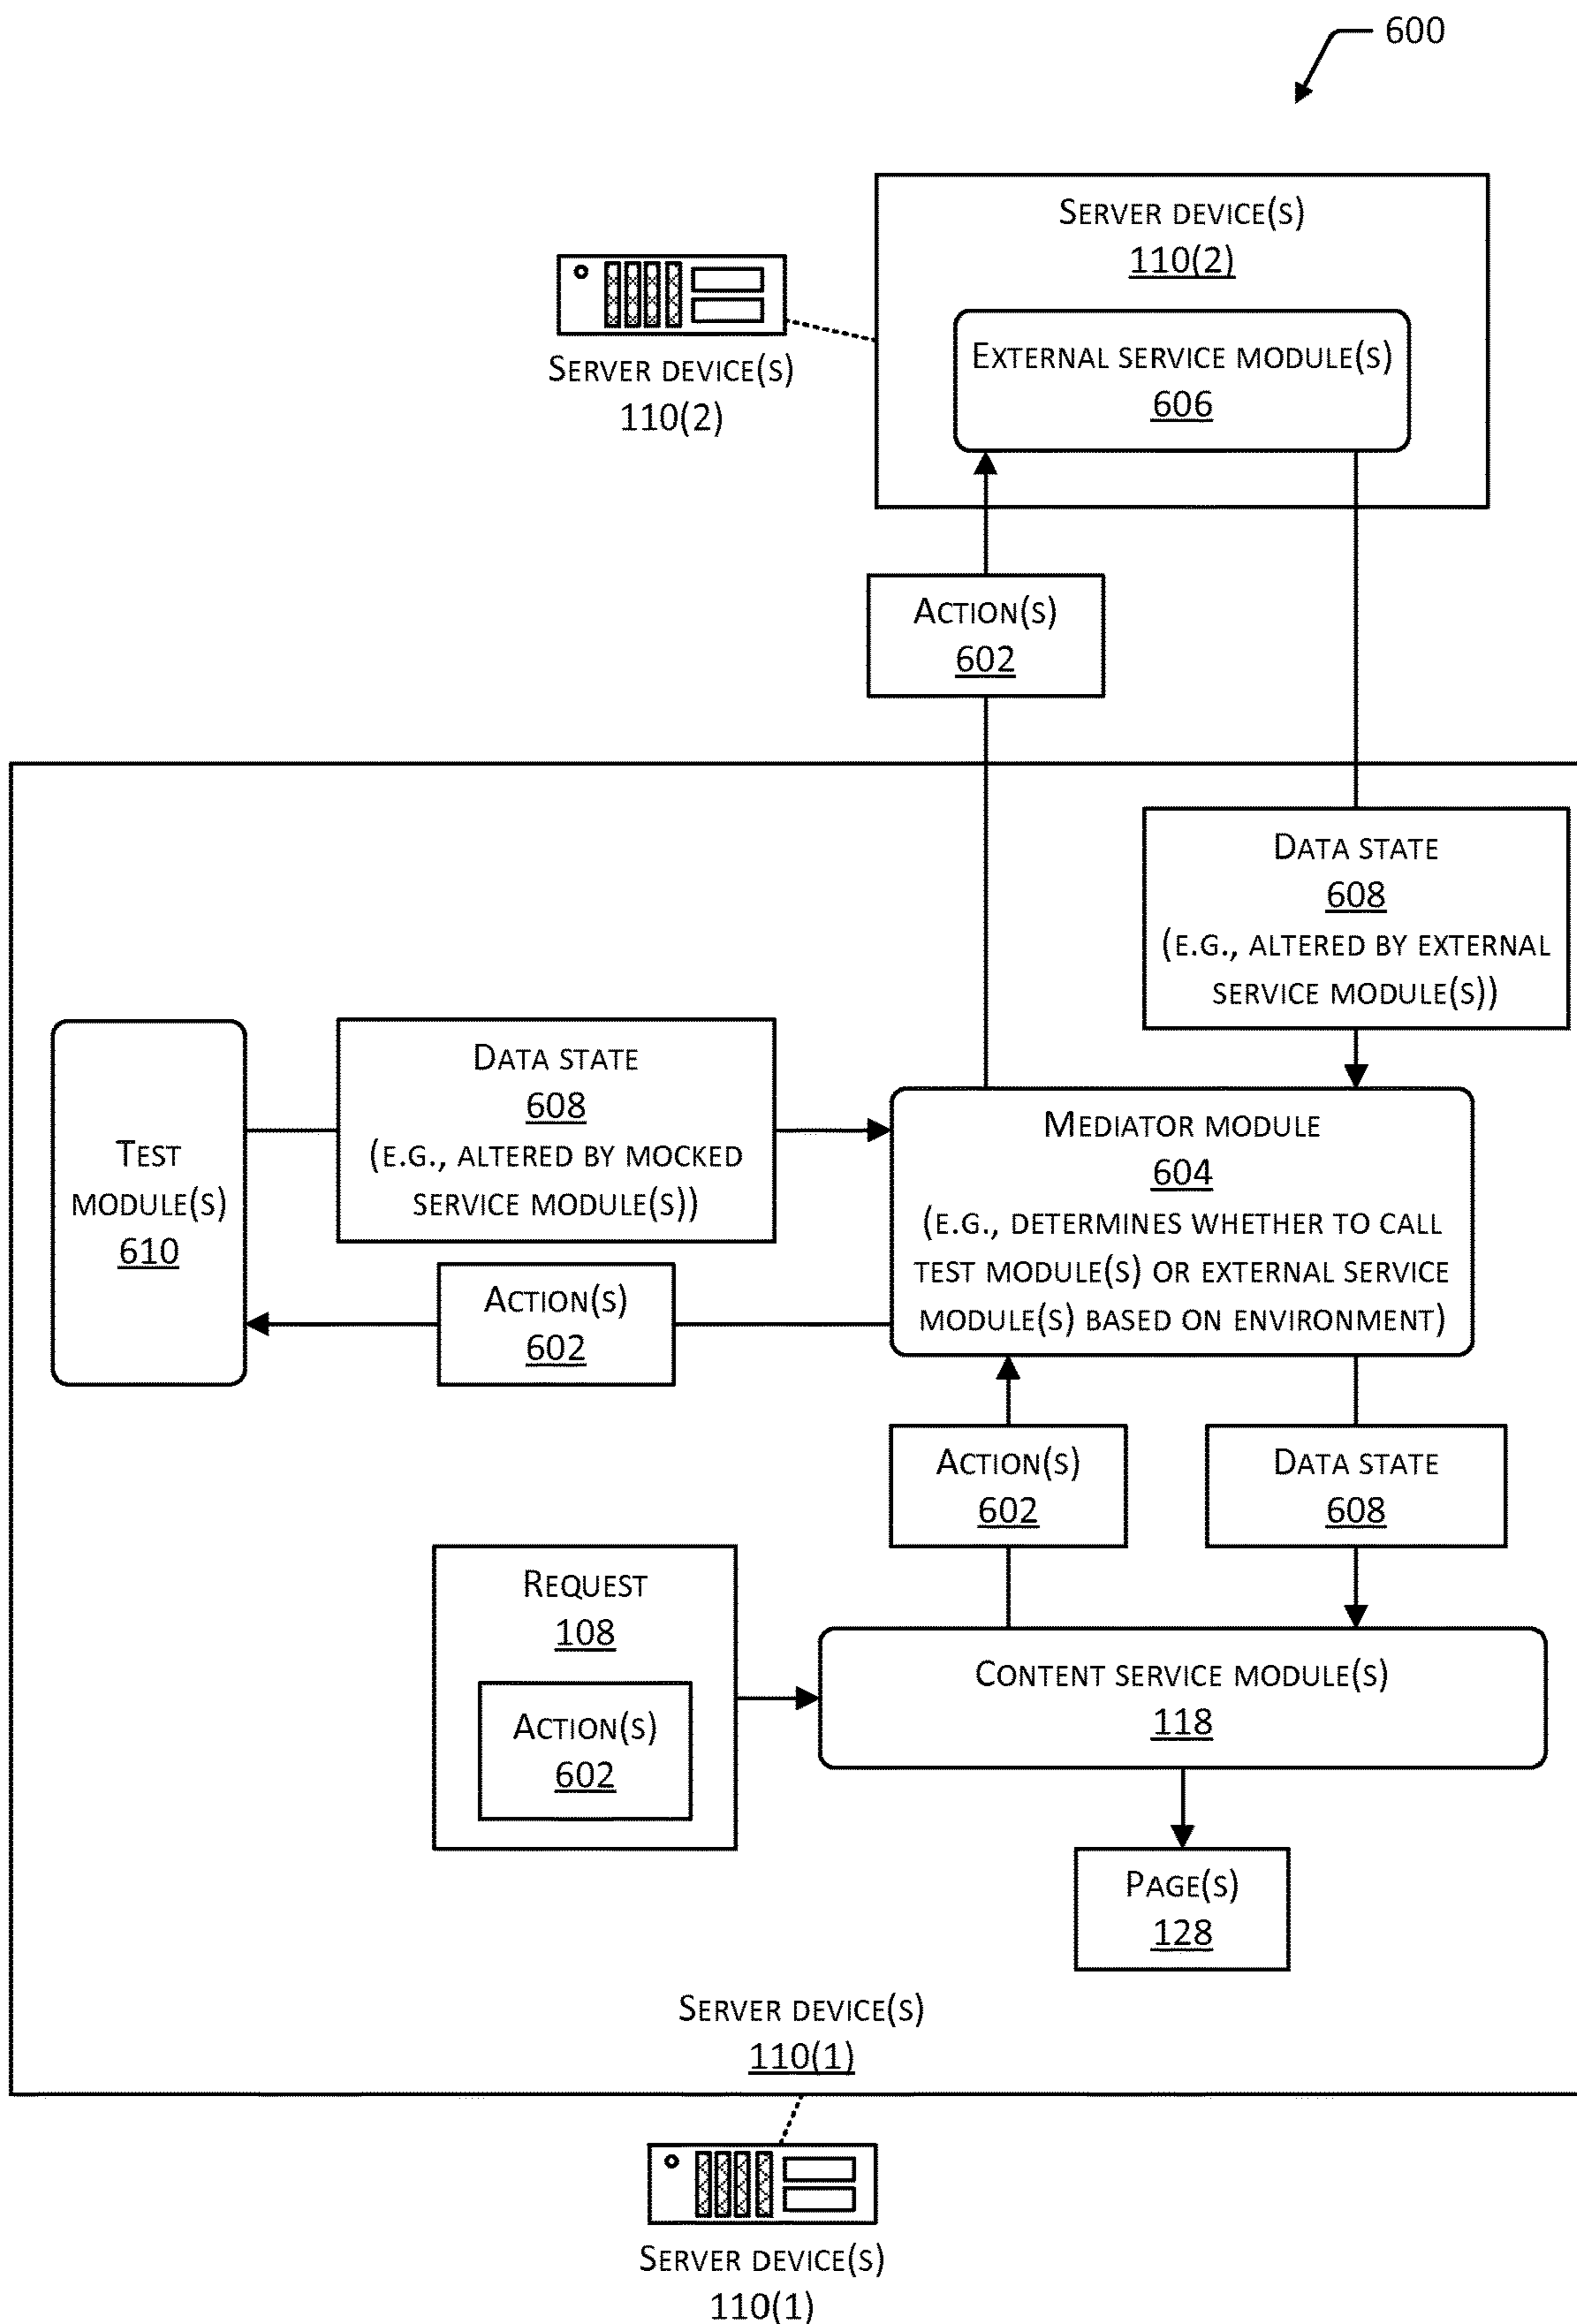 600
SERVER DEVICE(S)
110(2)
EXTERNAL SERVICE MODULE(S)
606
SERVER DEVICE(S)
110(2)
ACTION(S)
602
DATA STATE
608
(E.G., ALTERED BY EXTERNAL
SERVICE MODULE(S))
TEST
MODULE(S)
610
DATA STATE
608
(E.G., ALTERED BY MOCKED
SERVICE MODULE(S))
MEDIATOR MODULE
604
(E.G., DETERMINES WHETHER TO CALL
TEST MODULE(S) OR EXTERNAL SERVICE
MODULE(S) BASED ON ENVIRONMENT)
ACTION(S)
602
ACTION(S)
602
DATA STATE
608
REQUEST
108
ACTION(S)
602
CONTENT SERVICE MODULE(S)
118
PAGE(S)
128
SERVER DEVICE(S)
110(1)
SERVER DEVICE(S)
110(1)